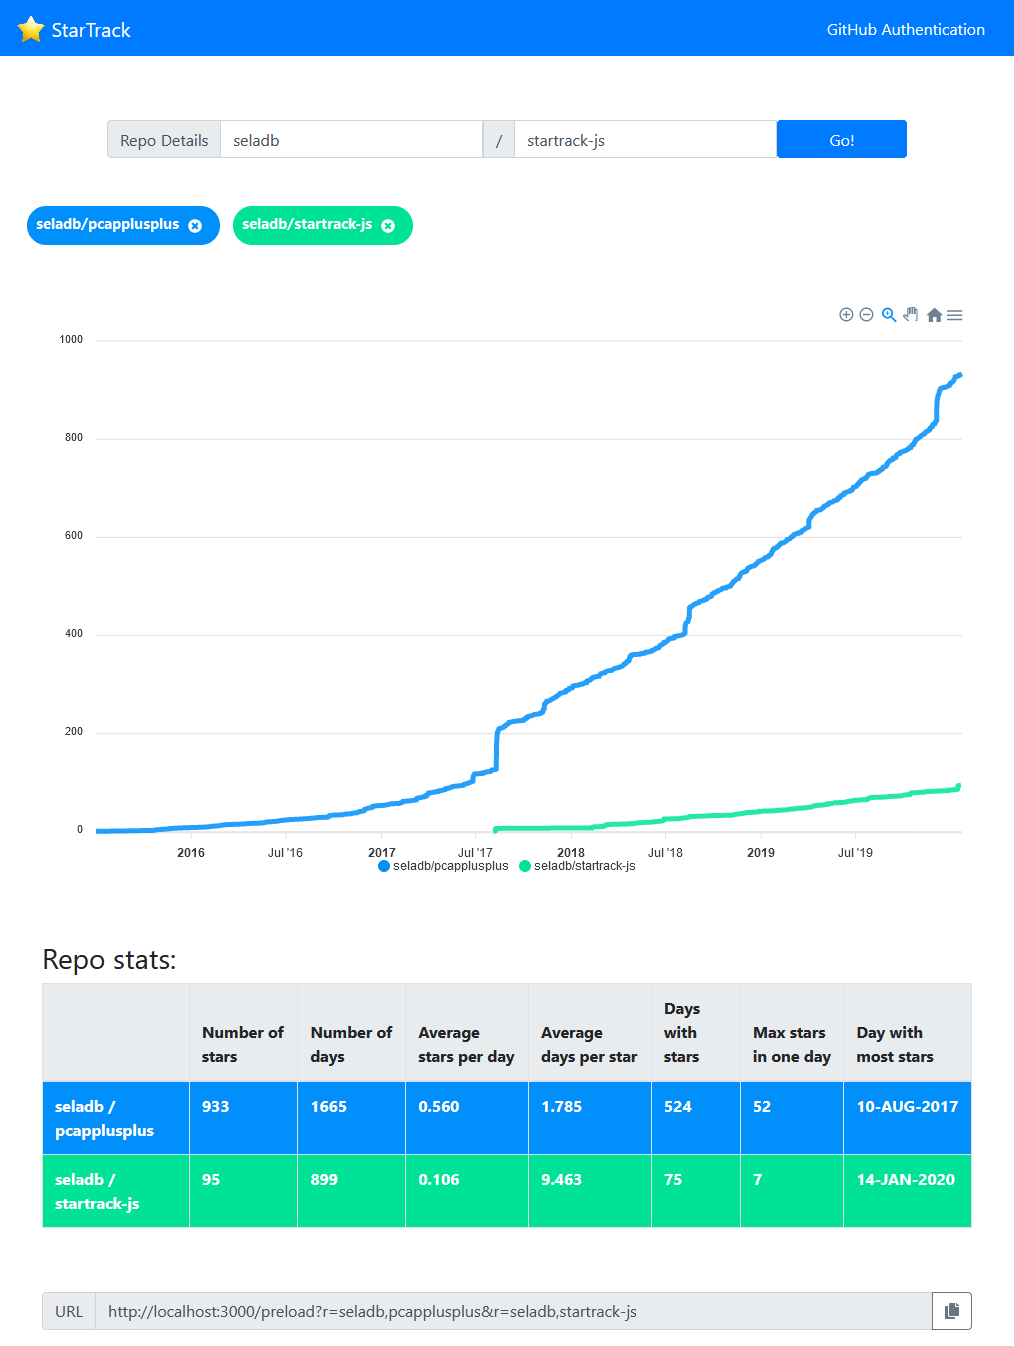 StarTrack
GitHub Authentication
Repo Details
seladb
/
startrack-js
Go!
seladb/pcapplusplus
seladb/startrack-js
1000
800
600
400
200
0
2016
Jul '16
2017
Jul '17
2018
Jul '18
2019
Jul '19
seladb/pcapplusplus
seladb/startrack-js
Repo stats:
Number of
stars
Number of
days
Average
stars per day
Average
days per star
Days
with
stars
Max stars
in one day
Day with
most stars
seladb /
pcapplusplus
933
1665
0.560
1.785
524
52
10-AUG-2017
seladb /
startrack-js
95
899
0.106
9.463
75
7
14-JAN-2020
URL
http://localhost:3000/preload?r=seladb,pcapplusplus&r=seladb,startrack-js